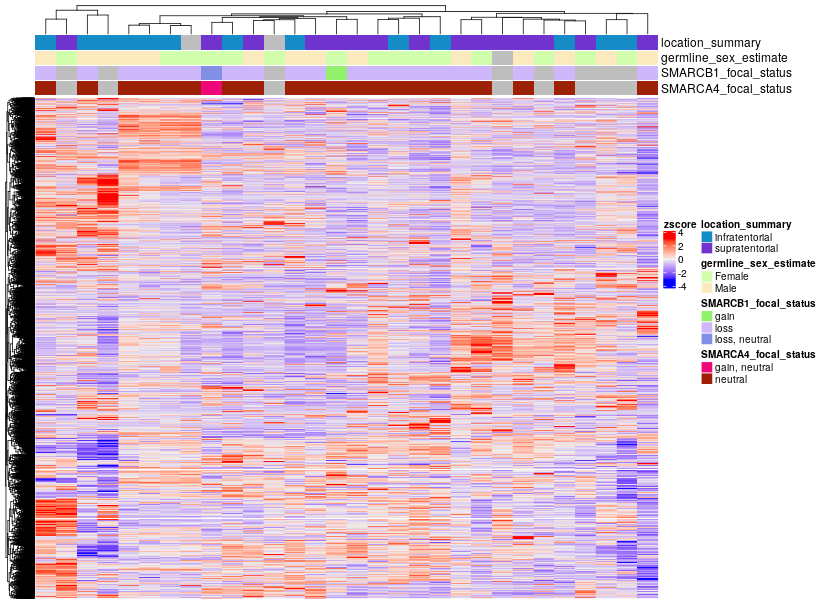 location_summary
germline_sex_estimate
SMARCB1_focal_status
SMARCA4_focal_status
zscore
4
2
0
-2
-4
location_summary
infratentorial
supratentorial
germline_sex_estimate
Female
Male
SMARCB1_focal_status
gain
loss
loss, neutral
SMARCA4_focal_status
gain, neutral
neutral